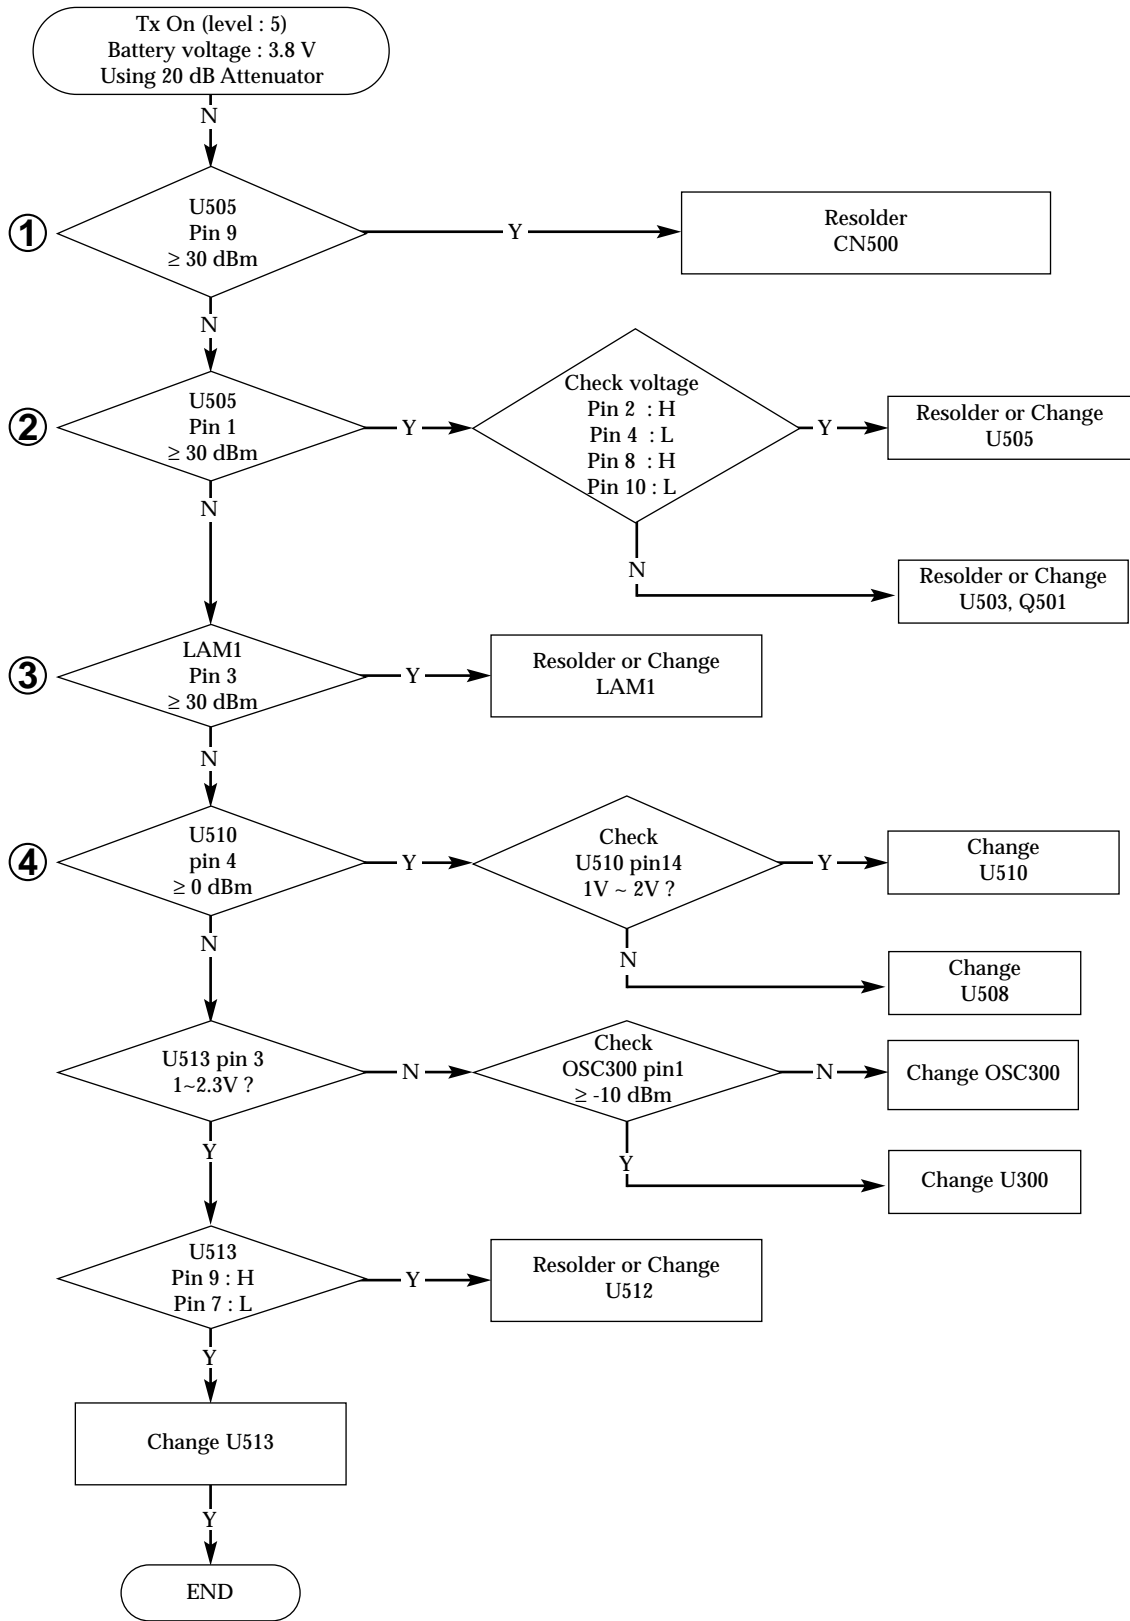 Tx On (level : 5)
Battery voltage : 3.8 V
Using 20 dB Attenuator
N
1
U505
Pin 9
≥ 30 dBm
Y
Resolder
CN500
N
2
U505
Pin 1
≥ 30 dBm
Y
Check voltage
Pin 2 : H
Pin 4 : L
Pin 8 : H
Pin 10 : L
Y
Resolder or Change
U505
N
N
Resolder or Change
U503, Q501
3
LAM1
Pin 3
≥ 30 dBm
Y
Resolder or Change
LAM1
N
4
U510
pin 4
≥ 0 dBm
Y
Check
U510 pin14
1V ~ 2V ?
Y
Change
U510
N
N
Change
U508
U513 pin 3
1~2.3V ?
N
Check
OSC300 pin1
≥ -10 dBm
N
Change OSC300
Y
Y
Change U300
U513
Pin 9 : H
Pin 7 : L
Y
Resolder or Change
U512
Y
Change U513
Y
END